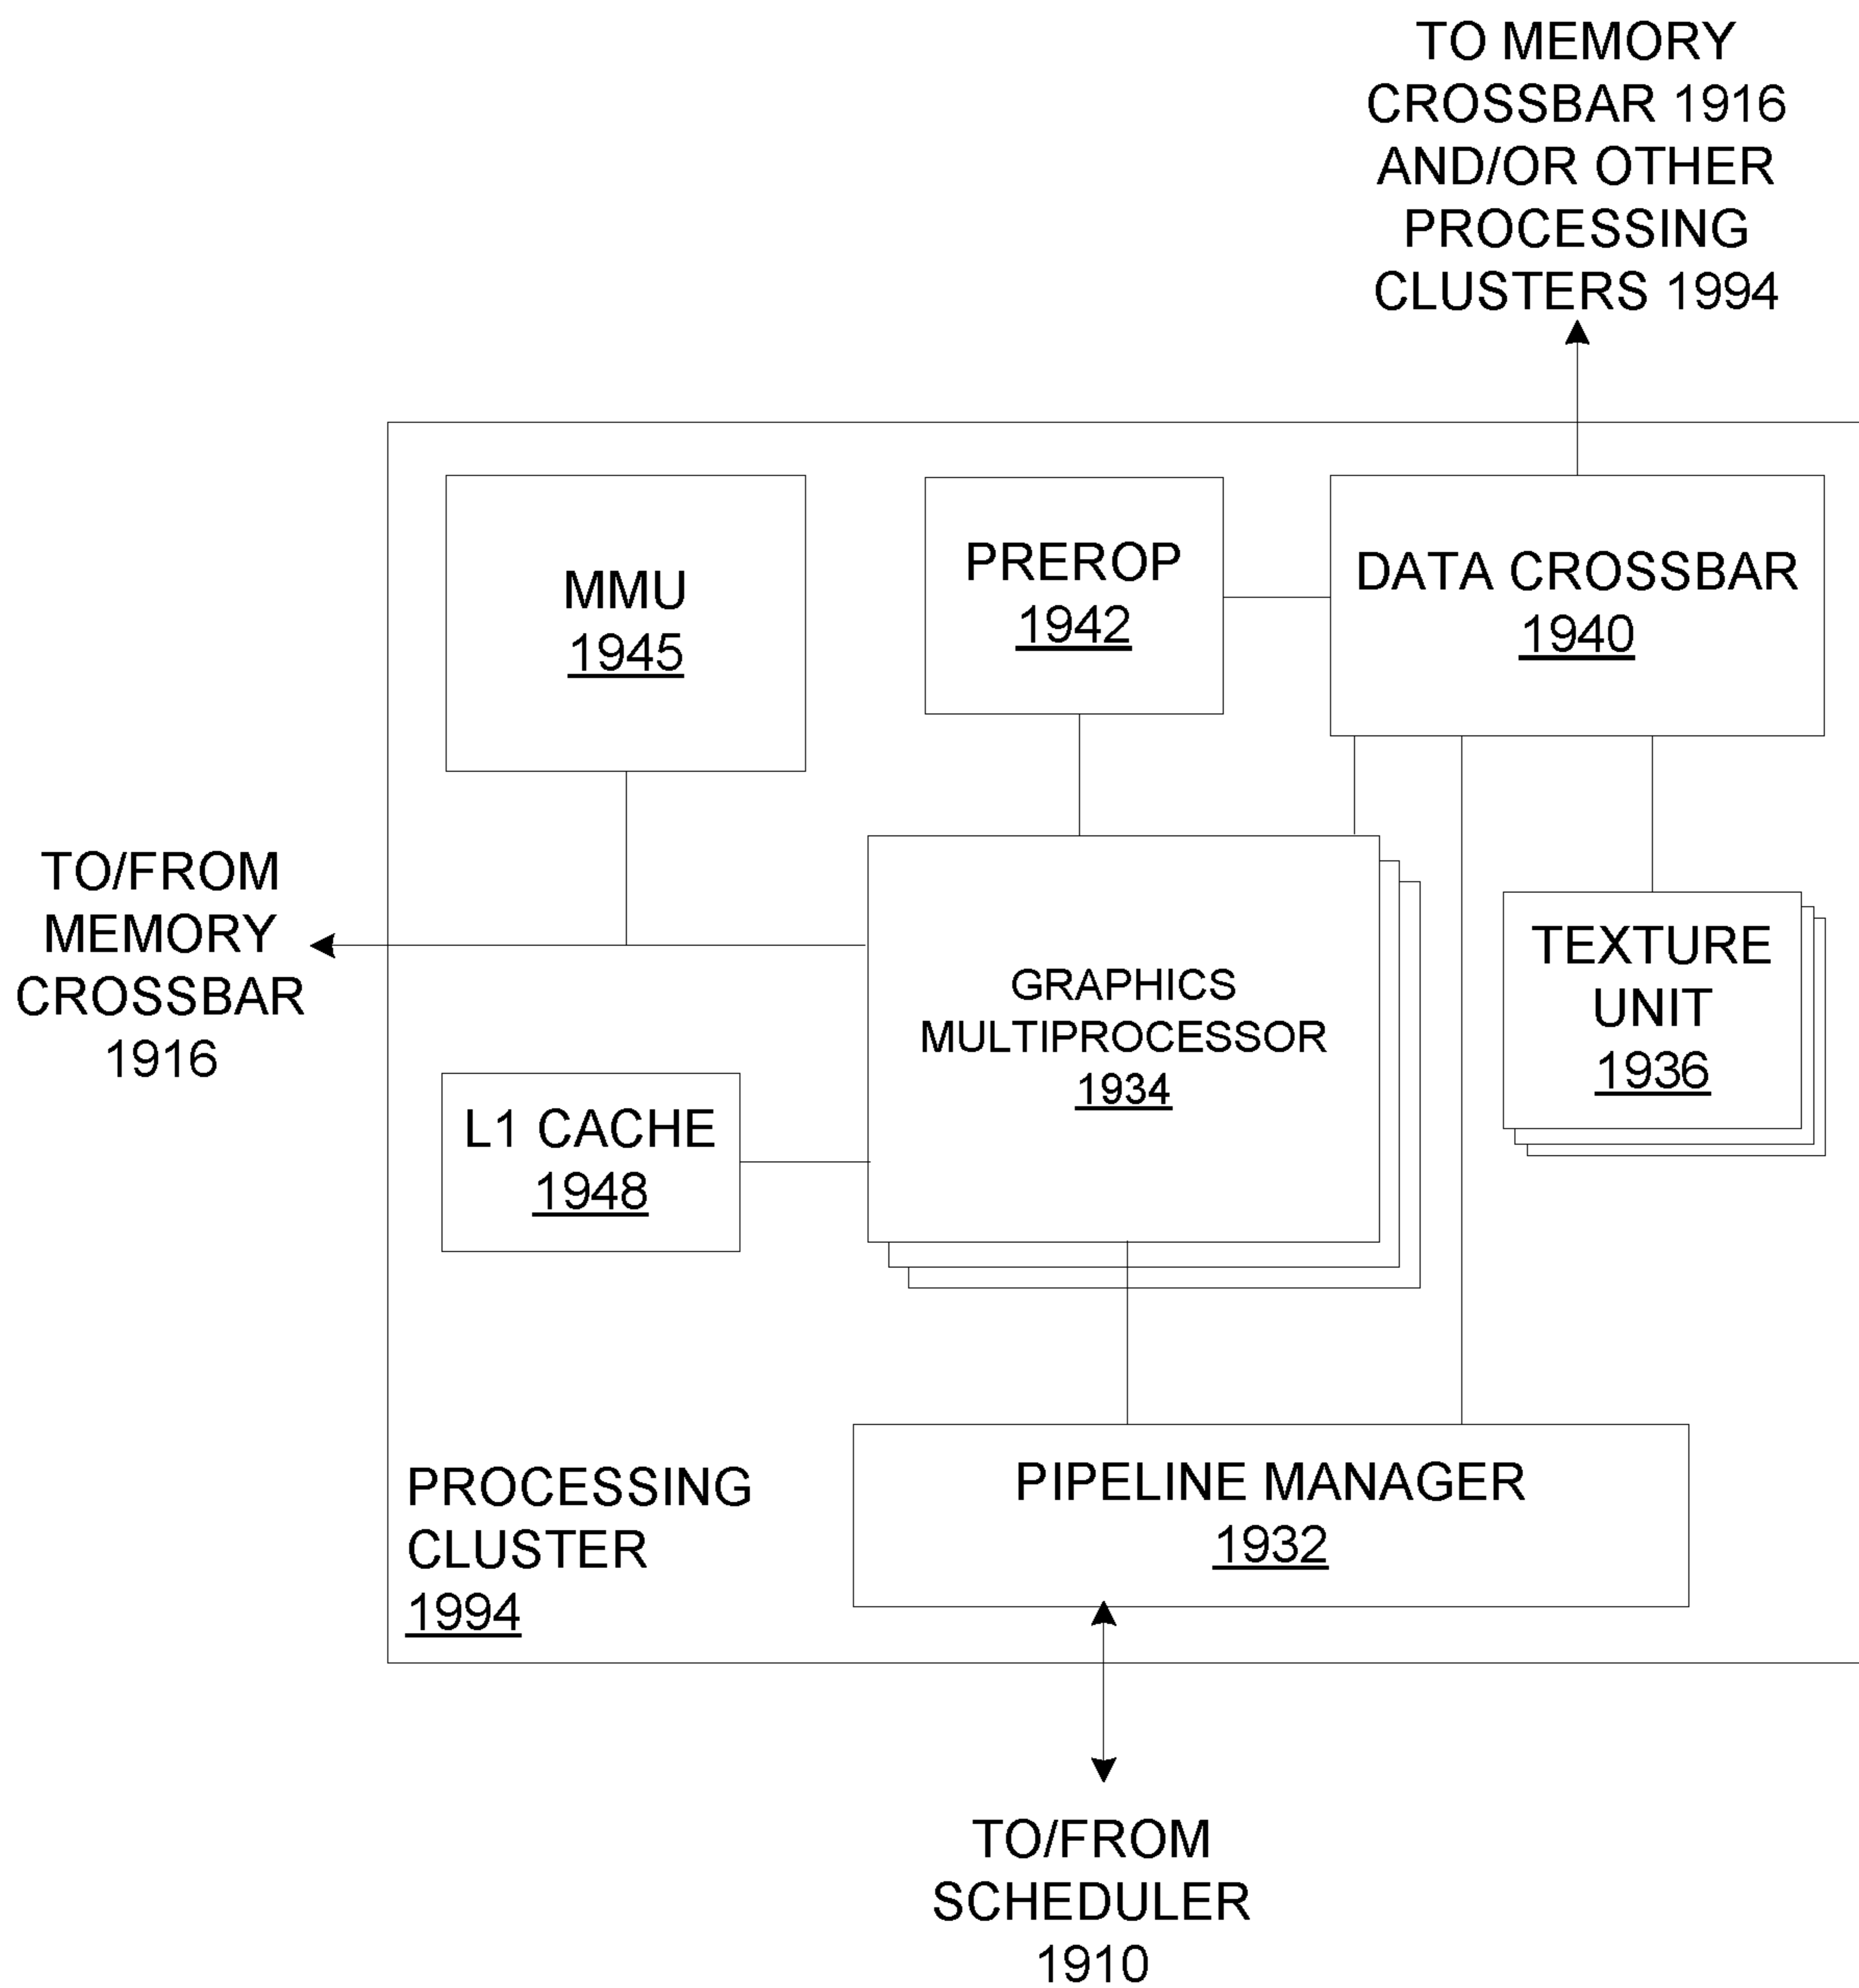 TO MEMORY
CROSSBAR 1916
AND/OR OTHER
PROCESSING
CLUSTERS 1994
MMU
1945
PREROP
1942
DATA CROSSBAR
1940
TO/FROM
MEMORY
CROSSBAR
1916
GRAPHICS
MULTIPROCESSOR
1934
TEXTURE
UNIT
1936
L1 CACHE
1948
PROCESSING
CLUSTER
1994
PIPELINE MANAGER
1932
TO/FROM
SCHEDULER
1910